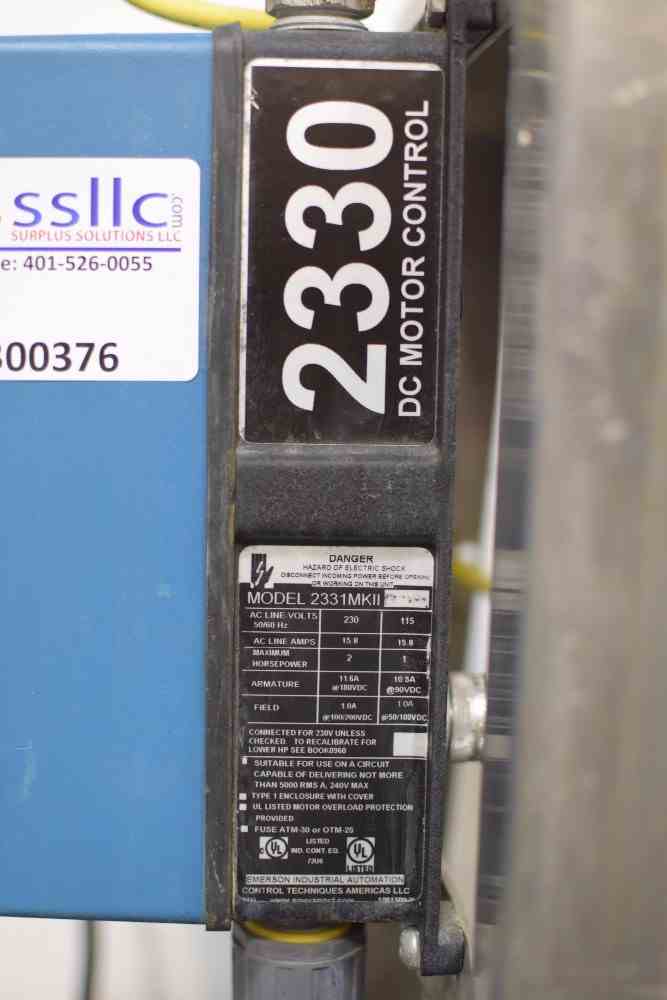 ssllc.com
SURPLUS SOLUTIONS LLC
e: 401-526-0055
00376
2330
DC MOTOR CONTROL
DANGER
HAZARD OF ELECTRIC SHOCK
DISCONNECT INCOMING POWER BEFORE OPENING
OR WORKING ON THIS UNIT
MODEL 2331MKII
AC LINE-VOLTS 50/60 Hz 230 115
AC LINE AMPS 15.8 15.8
MAXIMUM HORSEPOWER 2 1
ARMATURE 11.6A @180VDC 10.5A @90VDC
FIELD 1.0A @100/200VDC 1.0A @50/100VDC
CONNECTED FOR 230V UNLESS
CHECKED TO RECALIBRATE FOR
LOWER HP SEE BOOK0960
SUITABLE FOR USE ON A CIRCUIT
CAPABLE OF DELIVERING NOT MORE
THAN 5000 RMS A, 240V MAX
TYPE 1 ENCLOSURE WITH COVER
UL LISTED MOTOR OVERLOAD PROTECTION
PROVIDED
FUSE ATM-30 or OTM-25
c UL LISTED
IND. CONT. EQ.
73U6
UL LISTED
EMERSON INDUSTRIAL AUTOMATION
CONTROL TECHNIQUES AMERICAS LLC